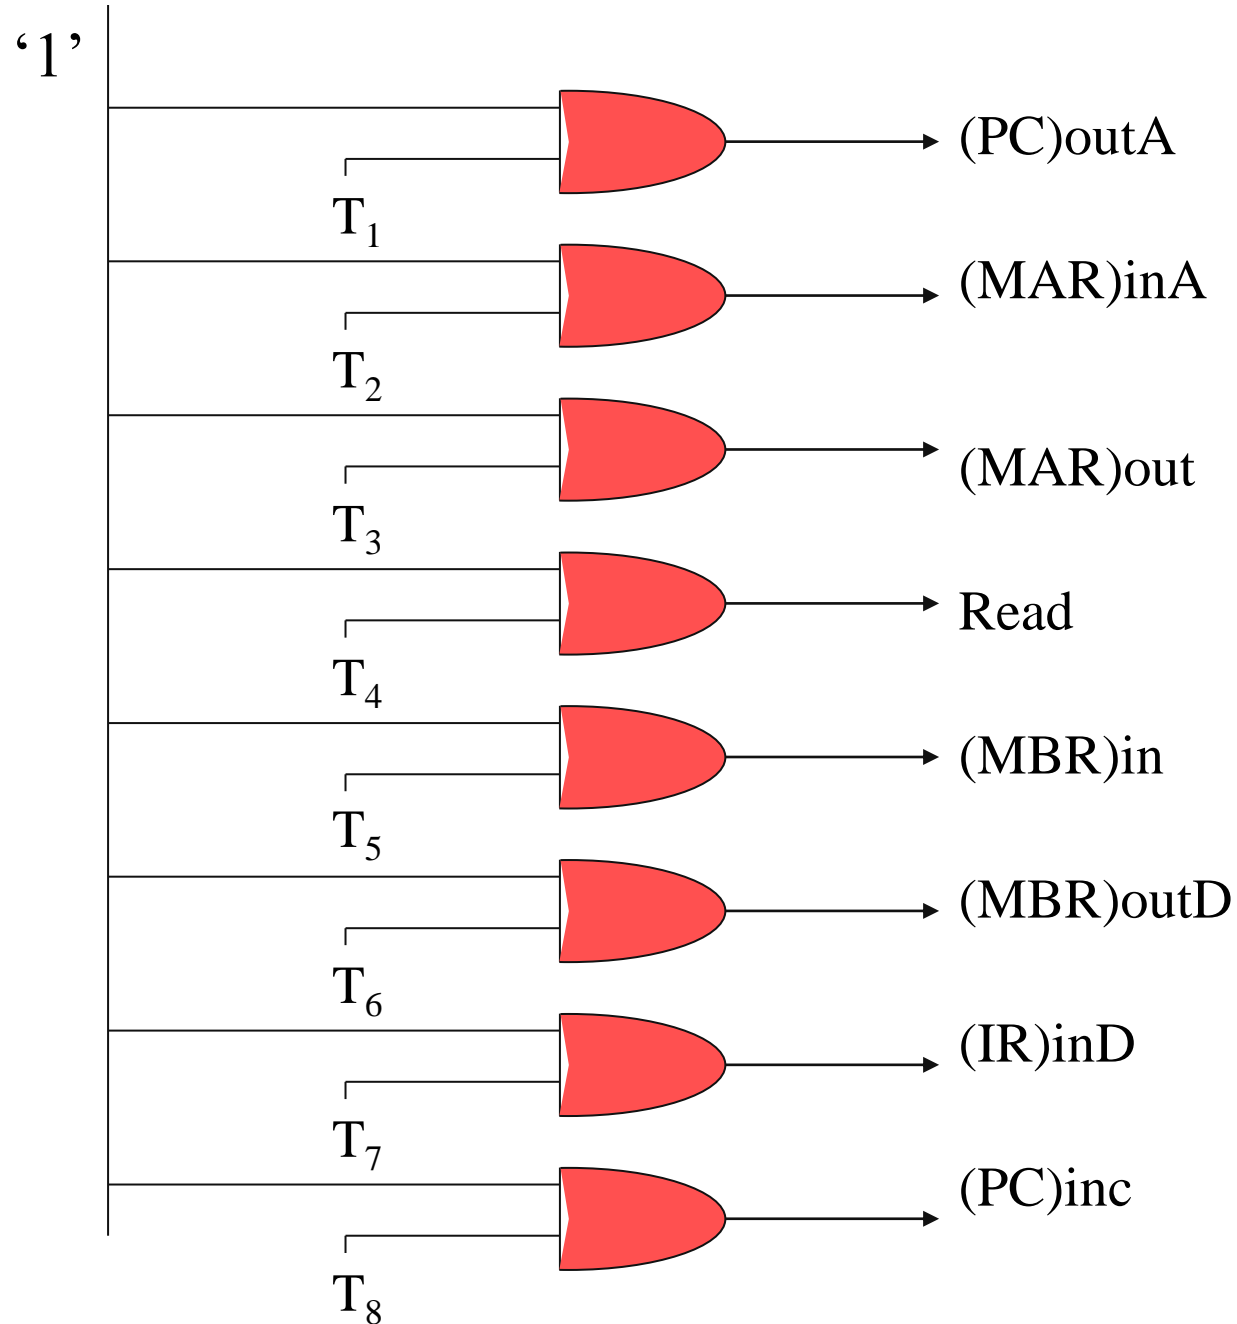 ‘1’
(PC)outA
T1
(MAR)inA
T2
(MAR)out
T3
Read
T4
(MBR)in
T5
(MBR)outD
T6
(IR)inD
T7
(PC)inc
T8